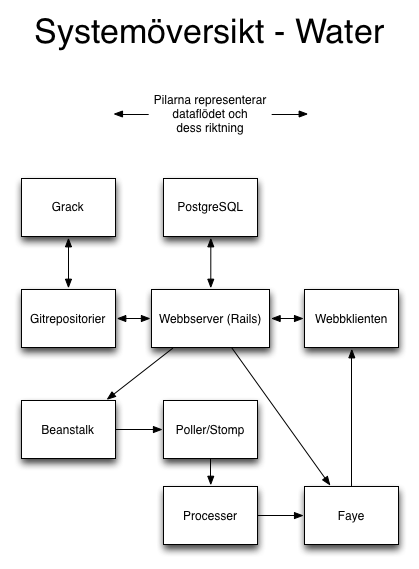 Systemöversikt - Water
Pilarna representerar
dataflödet och
dess riktning
Grack
PostgreSQL
Gitrepositorier
Webbserver (Rails)
Webbklienten
Beanstalk
Poller/Stomp
Processer
Faye